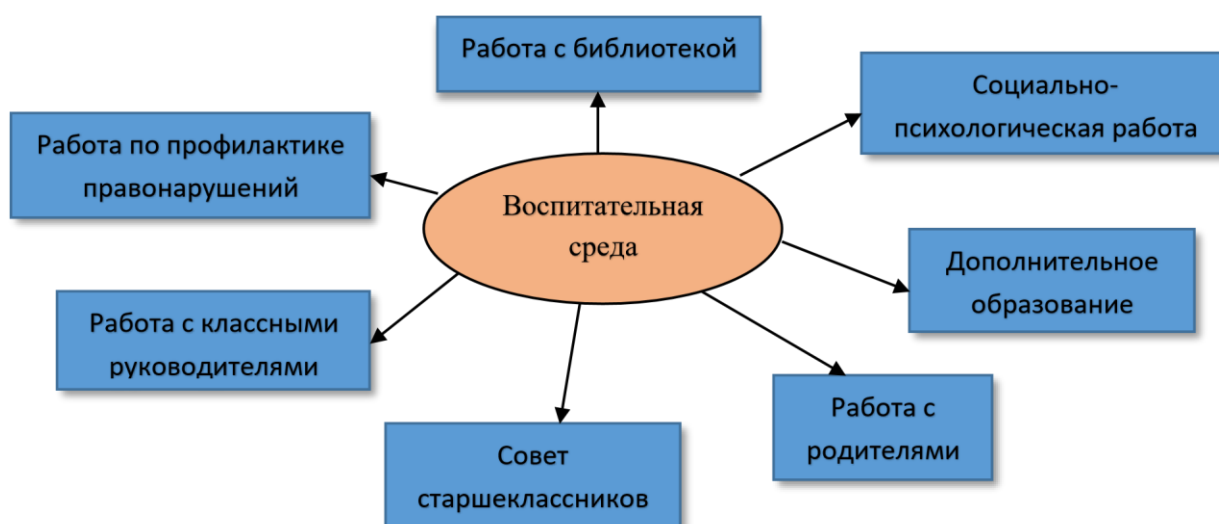 Работа с библиотекой
Социально-
психологическая работа
Работа по профилактике
правонарушений
Воспитательная
среда
Дополнительное
образование
Работа с классными
руководителями
Работа с
родителями
Совет
старшеклассников